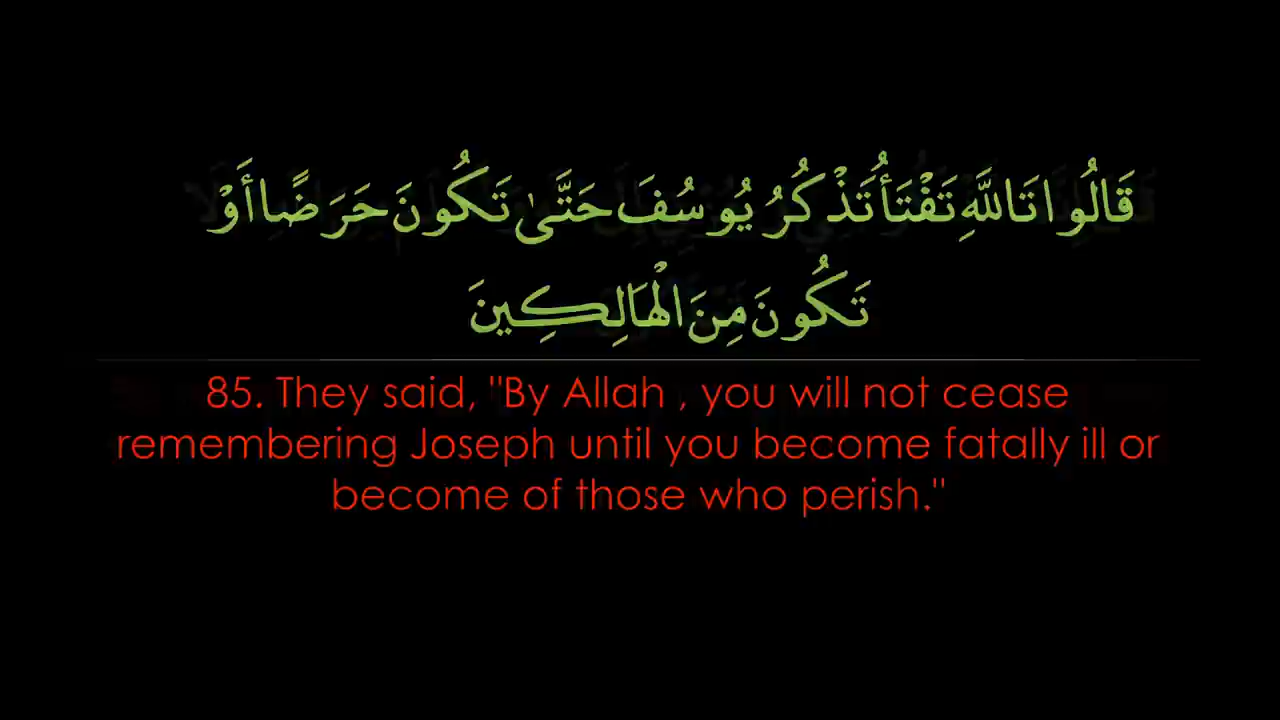 قَالُوا تَاللَّهِ تَفْتَأُ تَذْكُرُ يُوسُفَ حَتَّىٰ تَكُونَ حَرَضًا أَوْ
تَكُونَ مِنَ الْهَالِكِينَ
85. They said, "By Allah , you will not cease
remembering Joseph until you become fatally ill or
become of those who perish."